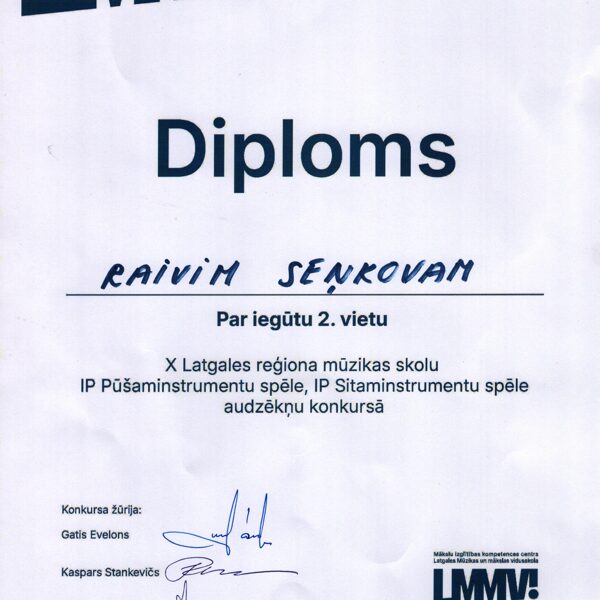 Diploms
RAIVIM SEŅKOVAM
Par iegūtu 2. vietu
X Latgales reģiona mūzikas skolu
IP Pūšaminstrumentu spēle, IP Sitaminstrumentu spēle
audzēkņu konkursā
Konkursa žūrija:
Gatis Evelons
Kaspars Stankevičs
Mākslu izglītības kompetences centrs
Latgales Mūzikas un mākslas vidusskola
LMMV!